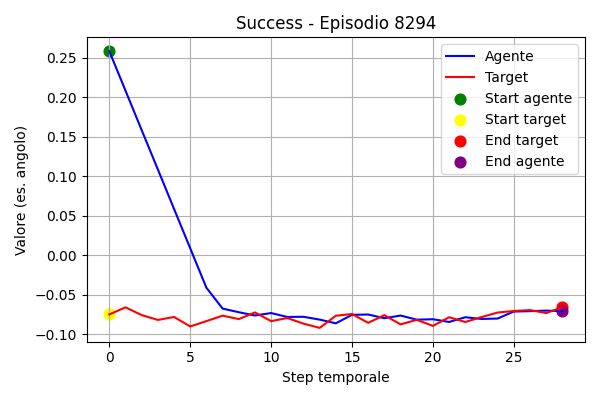 Success - Episodio 8294
Agente
Target
Start agente
Start target
End target
End agente
Valore (es. angolo)
0.25
0.20
0.15
0.10
0.05
0.00
−0.05
−0.10
0
5
10
15
20
25
Step temporale